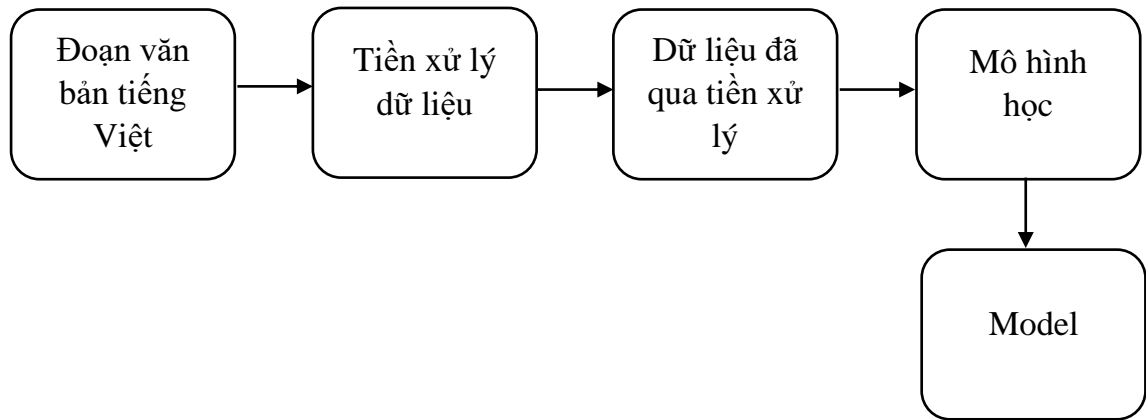 Đoạn văn
bản tiếng
Việt
Tiền xử lý
dữ liệu
Dữ liệu đã
qua tiền xử
lý
Mô hình
học
Model